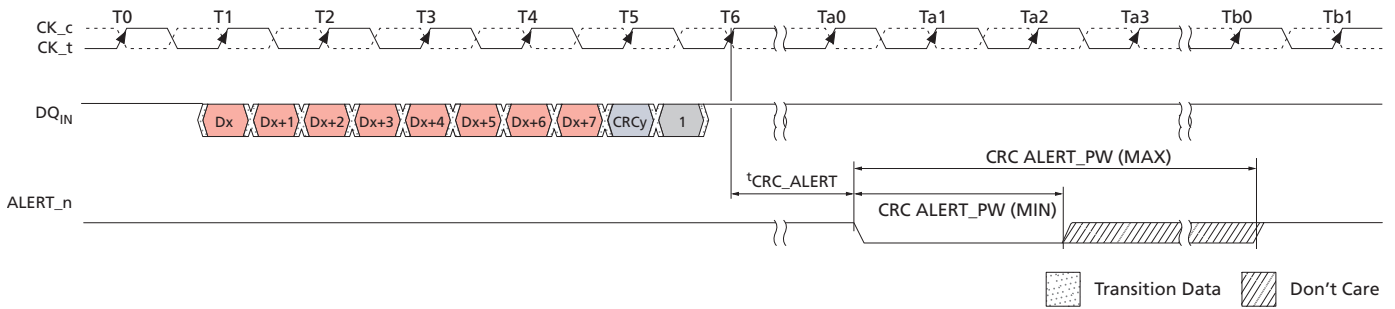 T0 T1 T2 T3 T4 T5 T6 Ta0 Ta1 Ta2 Ta3 Tb0 Tb1
CK_c
CK_t
DQIN
Dx Dx+1 Dx+2 Dx+3 Dx+4 Dx+5 Dx+6 Dx+7 CRCy 1
CRC ALERT_PW (MAX)
tCRC_ALERT
ALERT_n
CRC ALERT_PW (MIN)
Transition Data
Don't Care